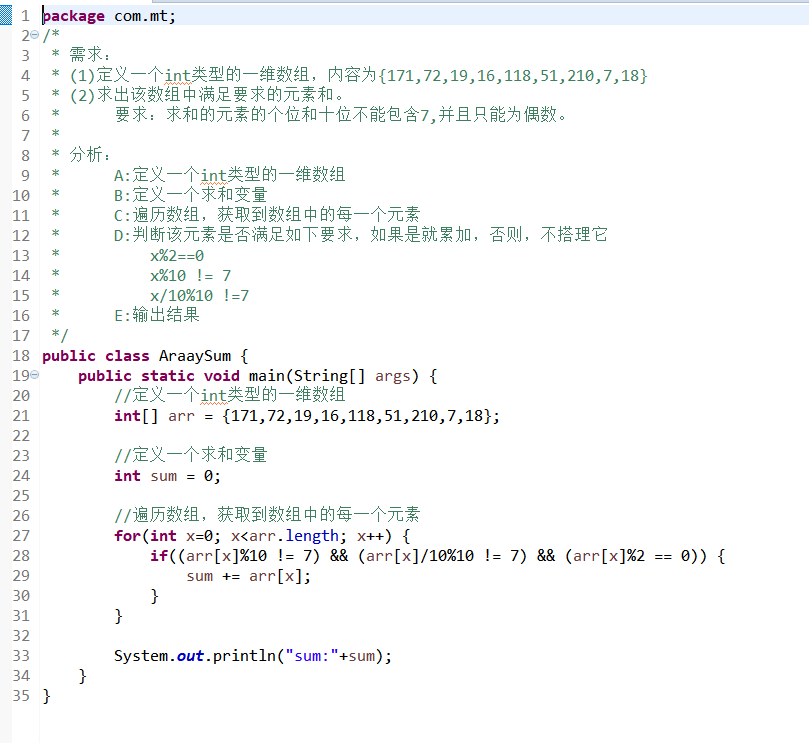 1 package com.mt;
2 /*
3  * 需求：
4  * (1)定义一个int类型的一维数组，内容为{171,72,19,16,118,51,210,7,18}
5  * (2)求出该数组中满足要求的元素和。
6  *      要求：求和的元素的个位和十位不能包含7,并且只能为偶数。
7  *
8  * 分析：
9  *      A:定义一个int类型的一维数组
10  *      B:定义一个求和变量
11  *      C:遍历数组，获取到数组中的每一个元素
12  *      D:判断该元素是否满足如下要求，如果是就累加，否则，不搭理它
13  *          x%2==0
14  *          x%10 != 7
15  *          x/10%10 !=7
16  *      E:输出结果
17  */
18 public class AraaySum {
19     public static void main(String[] args) {
20         //定义一个int类型的一维数组
21         int[] arr = {171,72,19,16,118,51,210,7,18};
22
23         //定义一个求和变量
24         int sum = 0;
25
26         //遍历数组，获取到数组中的每一个元素
27         for(int x=0; x<arr.length; x++) {
28             if((arr[x]%10 != 7) && (arr[x]/10%10 != 7) && (arr[x]%2 == 0)) {
29                 sum += arr[x];
30             }
31         }
32
33         System.out.println("sum:"+sum);
34     }
35 }